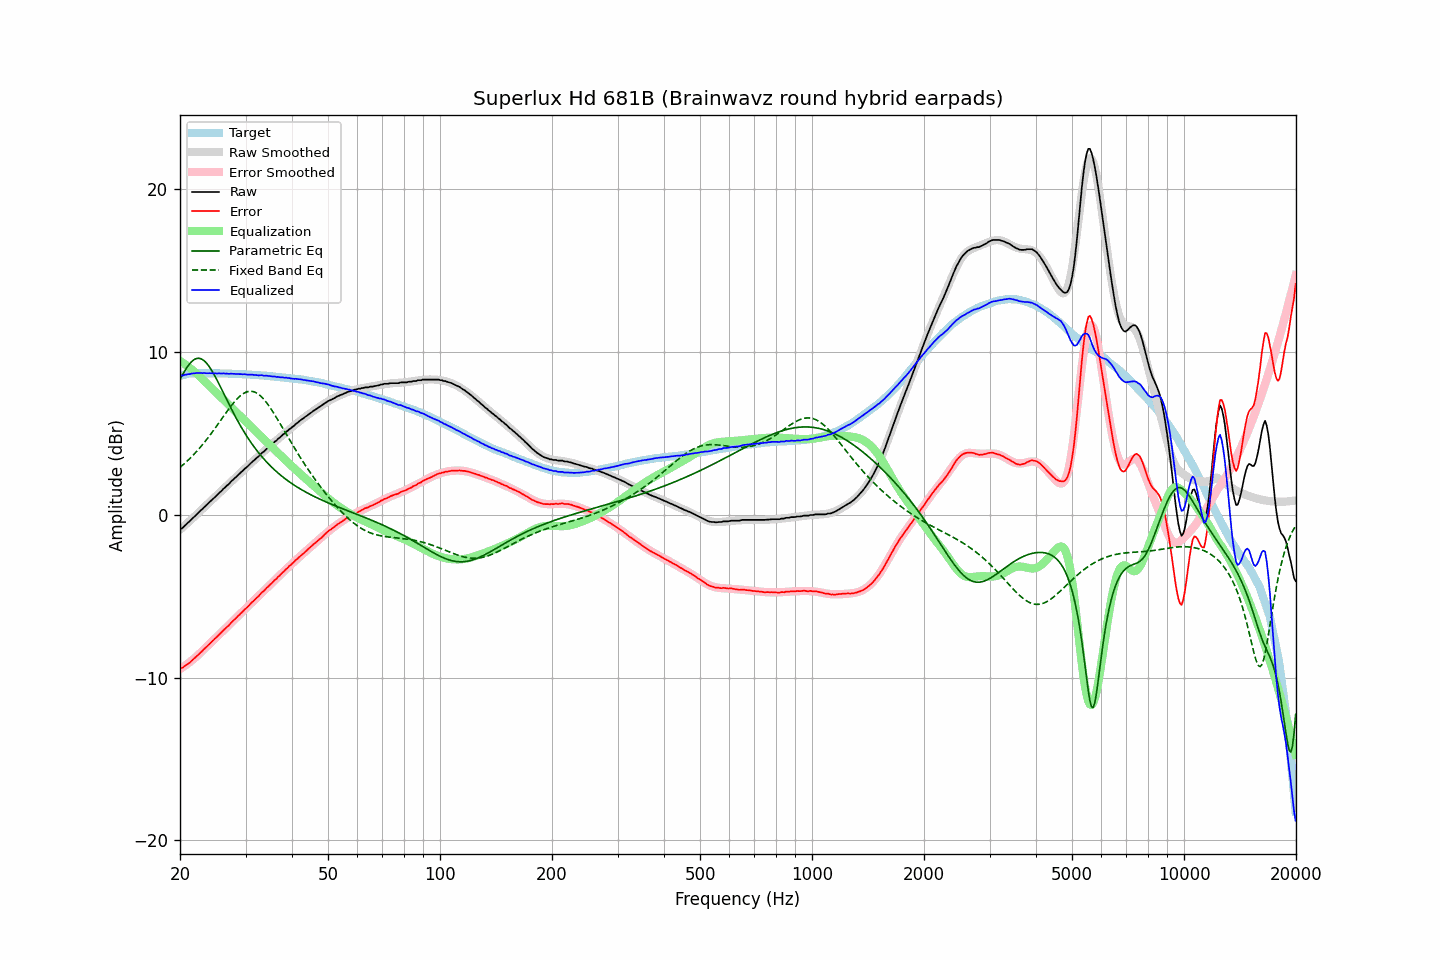 Superlux Hd 681B (Brainwavz round hybrid earpads)
Target
Raw Smoothed
Error Smoothed
Raw
Error
Equalization
Parametric Eq
Fixed Band Eq
Equalized
20
10
0
−10
−20
Amplitude (dBr)
20 50 100 200 500 1000 2000 5000 10000 20000
Frequency (Hz)